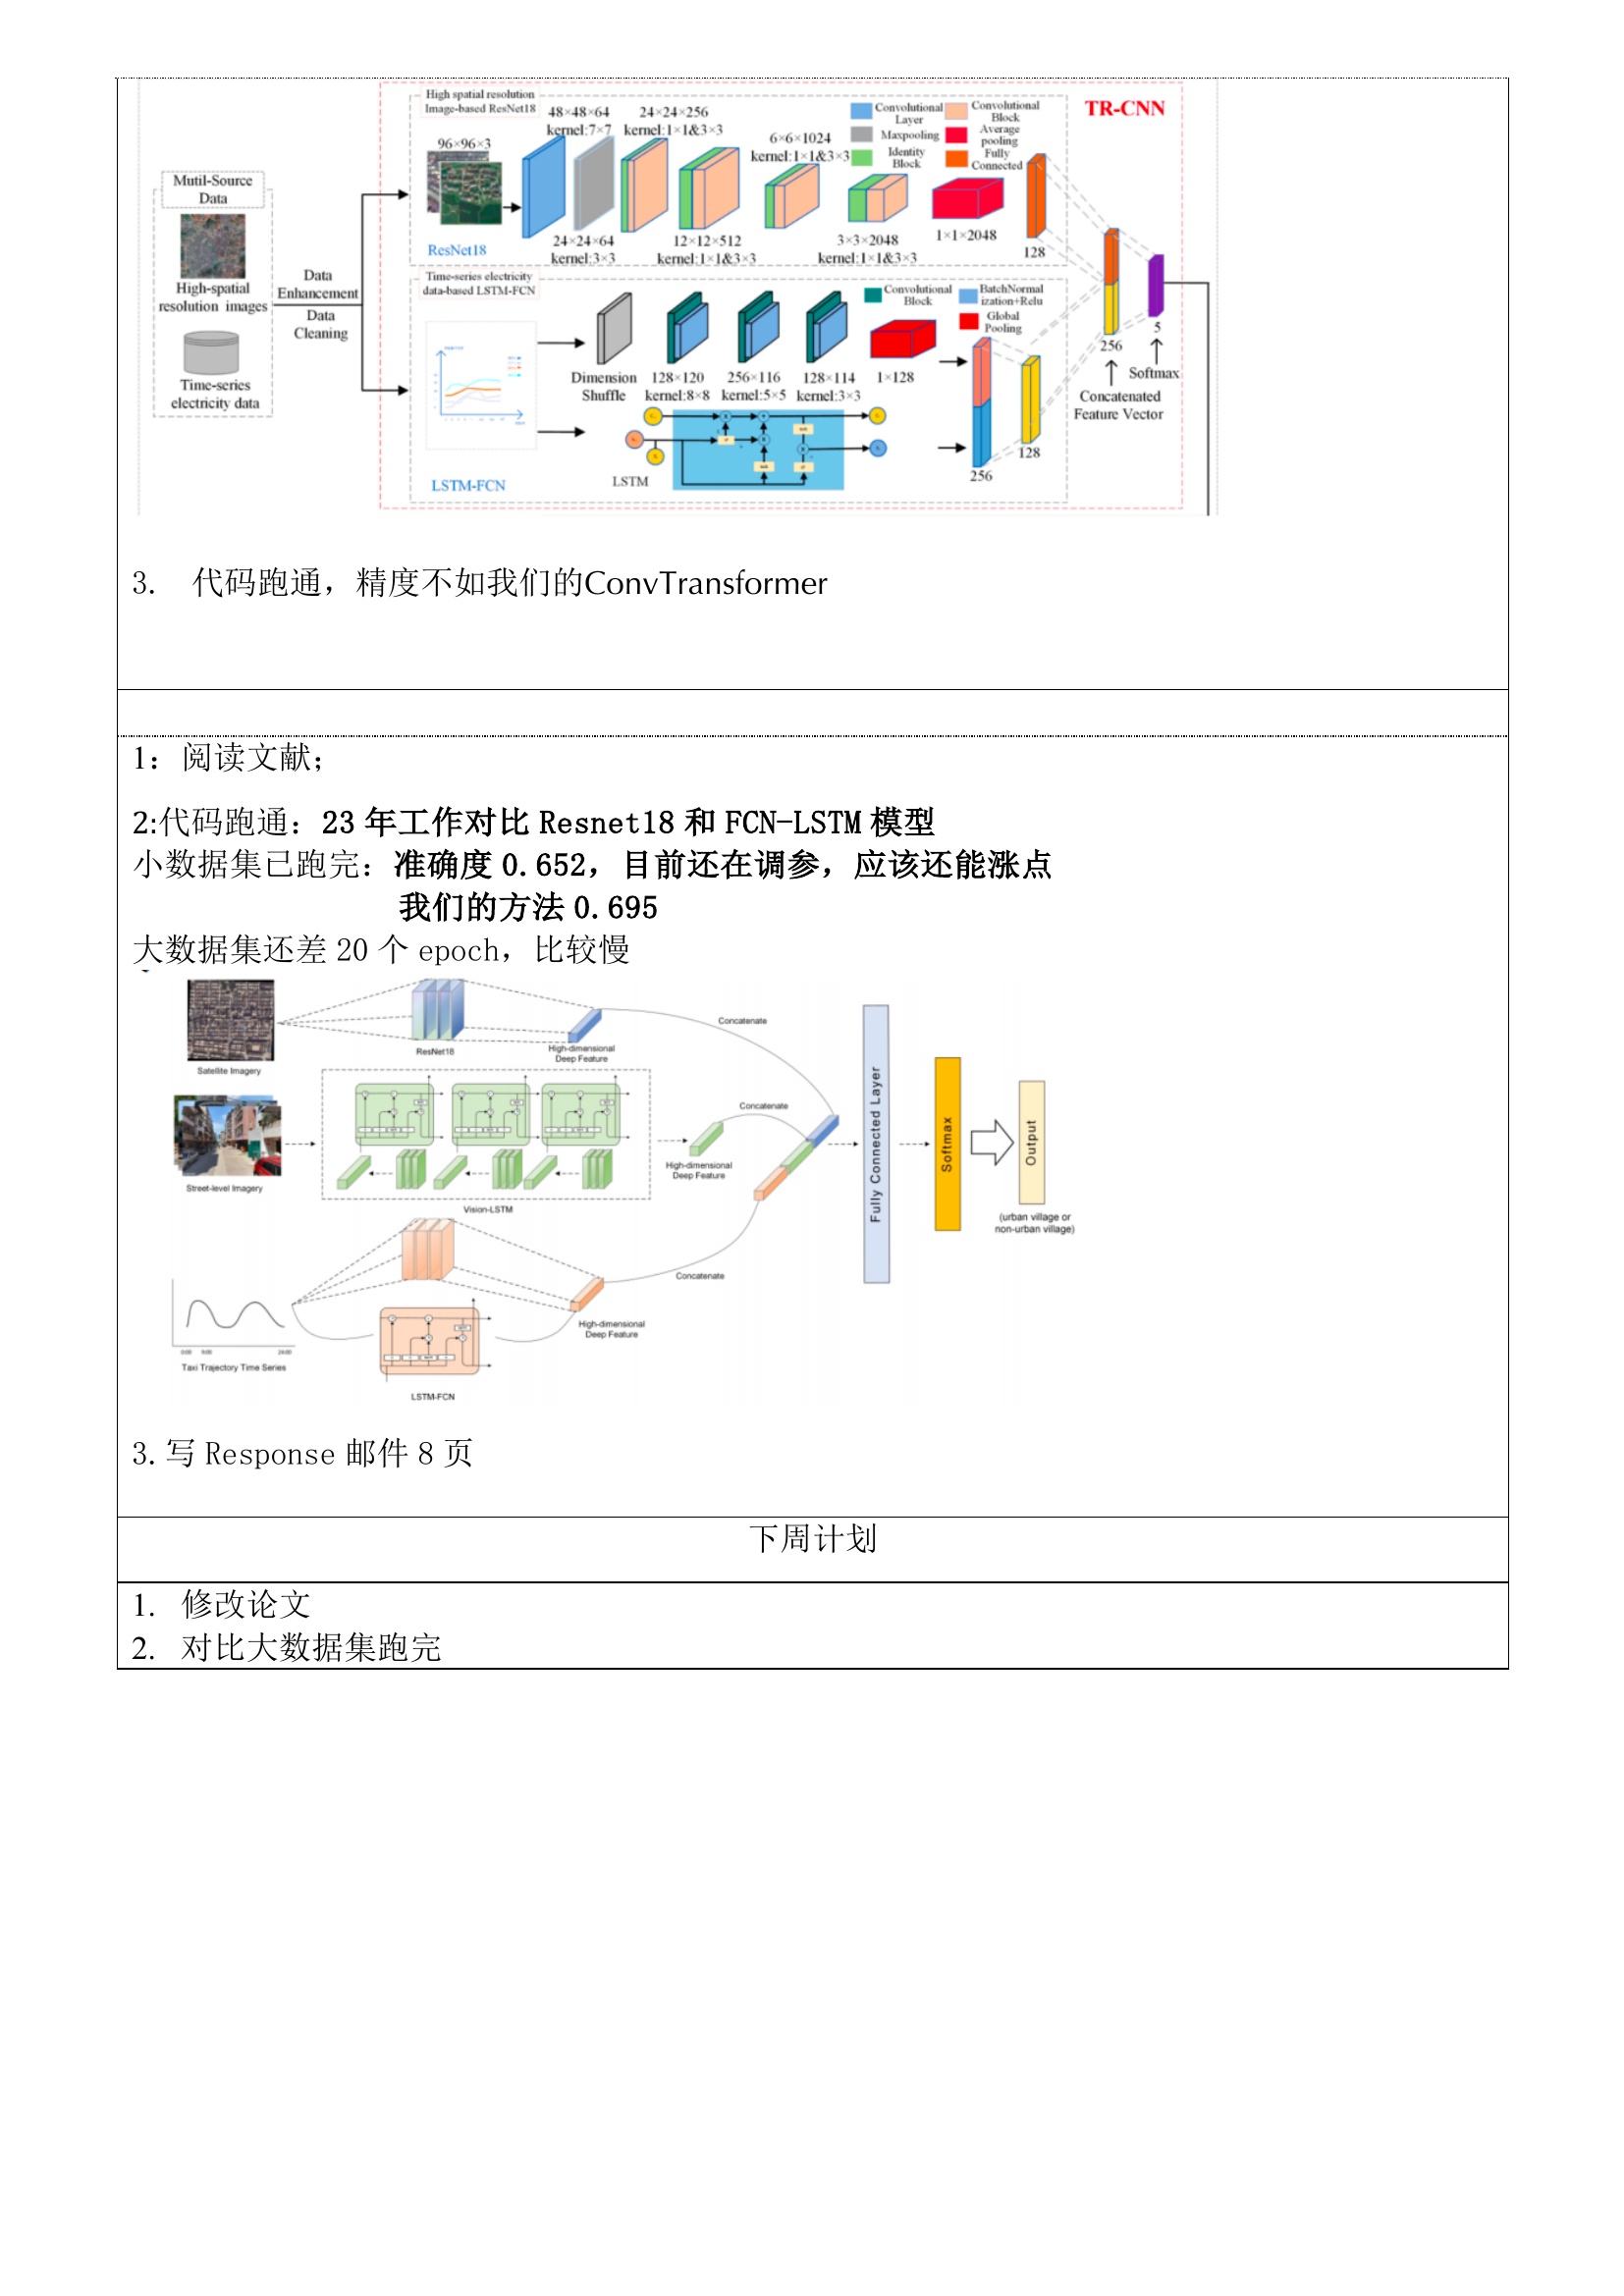 High spatial resolution
Image-based ResNet18
48×48×64
kernel:7×7
24×24×256
kernel:1×1&3×3
6×6×1024
kernel:1×1&3×3
Convolutional
Layer
Convolutional
Block
Maxpooling
Average
pooling
Identity
Block
Fully
Connected
TR-CNN
96×96×3
Mutil-Source
Data
ResNet18
24×24×64
kernel:3×3
12×12×512
kernel:1×1&3×3
3×3×2048
kernel:1×1&3×3
1×1×2048
128
High-spatial
resolution images
Data
Enhancement
Data
Cleaning
Time-series
electricity data
Time-series electricity
data-based LSTM-FCN
Convolutional
Block
BatchNormal
ization+Relu
Global
Pooling
Dimension
Shuffle
128×120
kernel:8×8
256×116
kernel:5×5
128×114
kernel:3×3
1×128
LSTM-FCN
LSTM
256
128
256
5
Softmax
Concatenated
Feature Vector
3. 代码跑通，精度不如我们的ConvTransformer
1：阅读文献；
2:代码跑通：23 年工作对比 Resnet18 和 FCN-LSTM 模型
小数据集已跑完：准确度 0.652，目前还在调参，应该还能涨点
我们的方法 0.695
大数据集还差 20 个 epoch，比较慢
Satellite Imagery
ResNet18
High-dimensional
Deep Feature
Concatenate
Street-level Imagery
Vision-LSTM
High-dimensional
Deep Feature
Concatenate
Fully Connected Layer
Softmax
Output
(urban village or
non-urban village)
Concatenate
High-dimensional
Deep Feature
0:00 9:00 24:00
Taxi Trajectory Time Series
LSTM-FCN
3. 写 Response 邮件 8 页
下周计划
1. 修改论文
2. 对比大数据集跑完